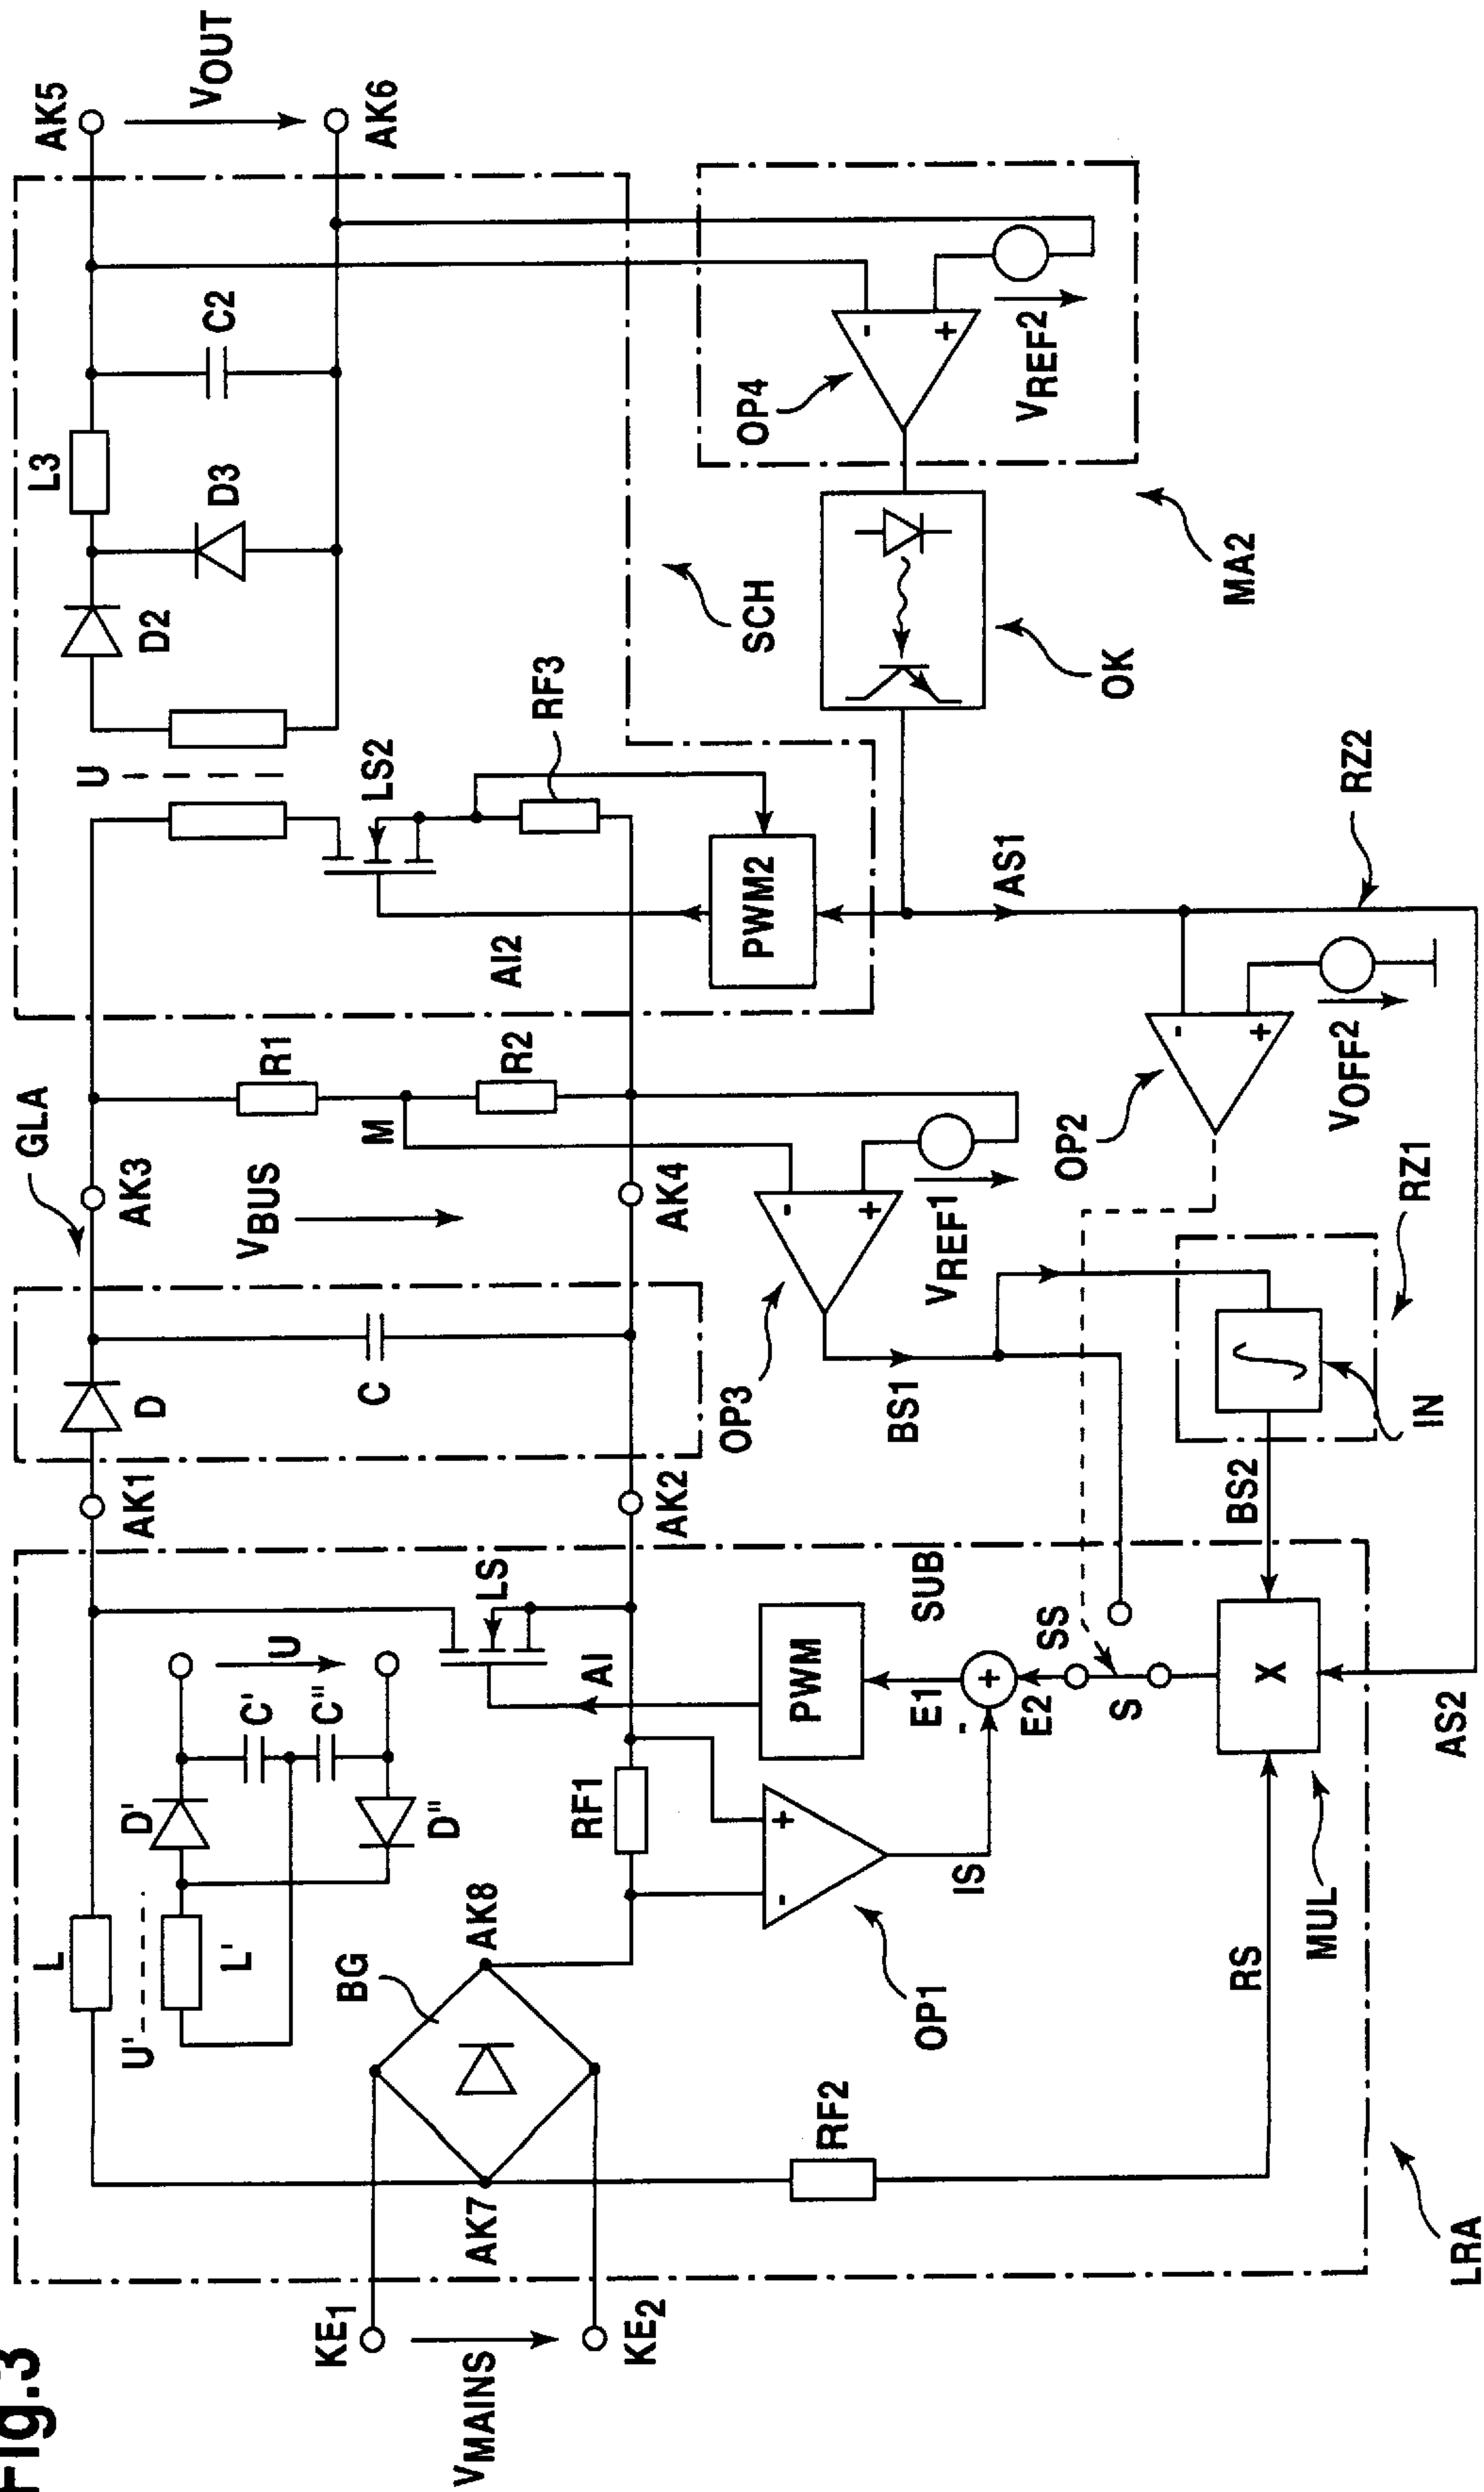 Fig.3
KE1
VMAINS
KE2
U'
L
L'
D'
D"
C'
C"
U
BG
AK7
AK8
RF1
RF2
OP1
IS
RS
MUL
LRA
LS
AI
PWM
SUB
E1
-
+
E2
SS
S
X
AS2
AK1
AK2
D
C
GLA
AK3
AK4
VBUS
M
R1
R2
OP3
-
+
VREF1
BS1
BS2
IN
RZ1
OP2
-
+
VOFF2
RZ2
AS1
PWM2
AI2
LS2
RF3
U
D2
D3
L3
C2
SCH
OK
MA2
OP4
-
+
VREF2
AK5
VOUT
AK6
-
+